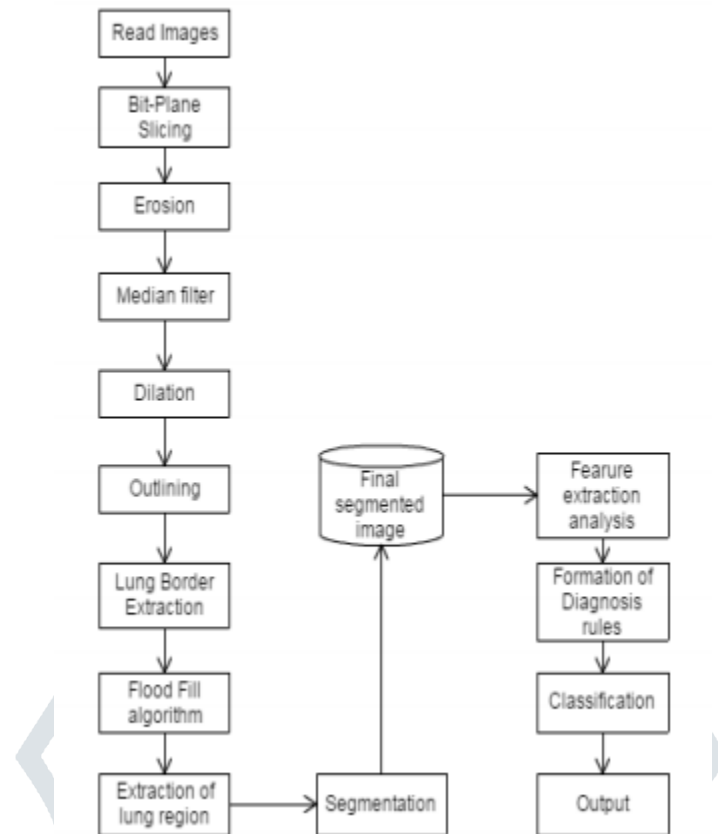 Read Images
Bit-Plane
Slicing
Erosion
Median filter
Dilation
Outlining
Lung Border
Extraction
Flood Fill
algorithm
Extraction of
lung region
Segmentation
Final
segmented
image
Fearure
extraction
analysis
Formation of
Diagnosis
rules
Classification
Output